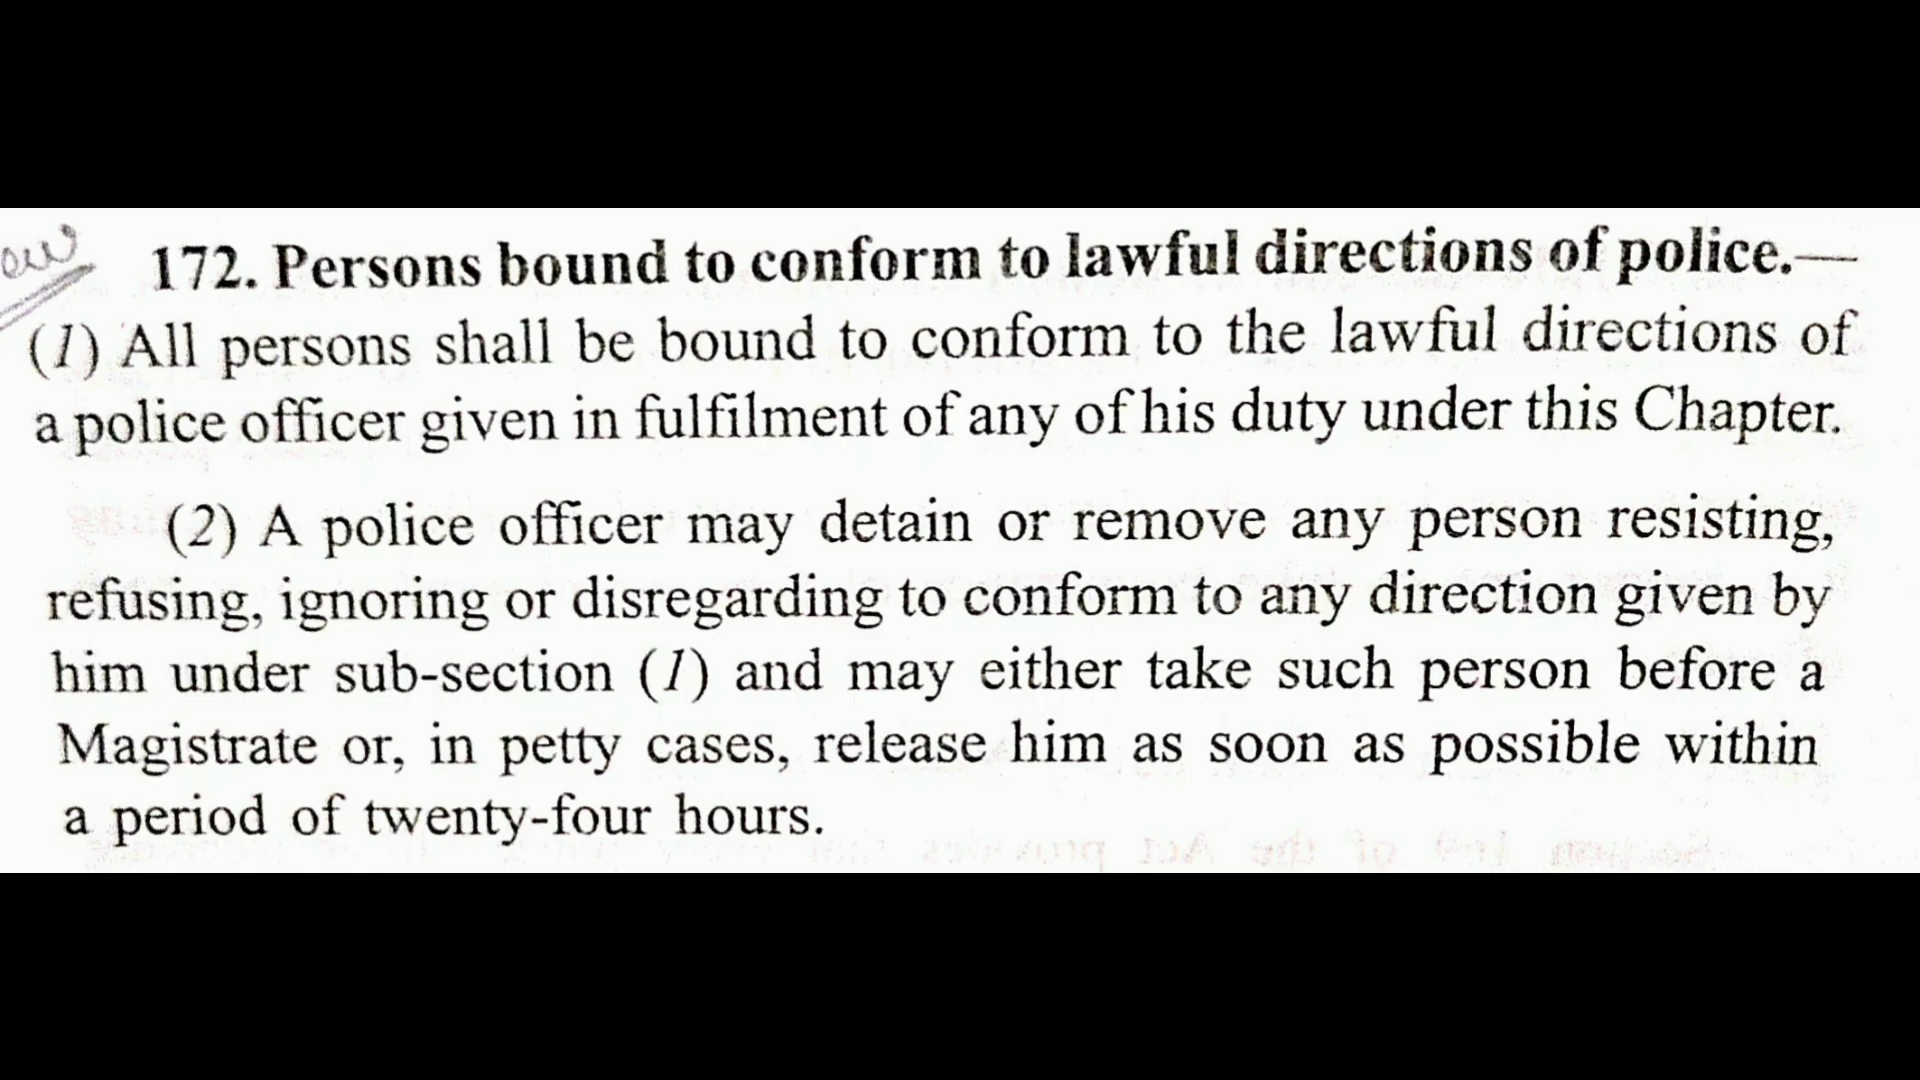 172. Persons bound to conform to lawful directions of police.—
(1) All persons shall be bound to conform to the lawful directions of
a police officer given in fulfilment of any of his duty under this Chapter.
(2) A police officer may detain or remove any person resisting,
refusing, ignoring or disregarding to conform to any direction given by
him under sub-section (1) and may either take such person before a
Magistrate or, in petty cases, release him as soon as possible within
a period of twenty-four hours.